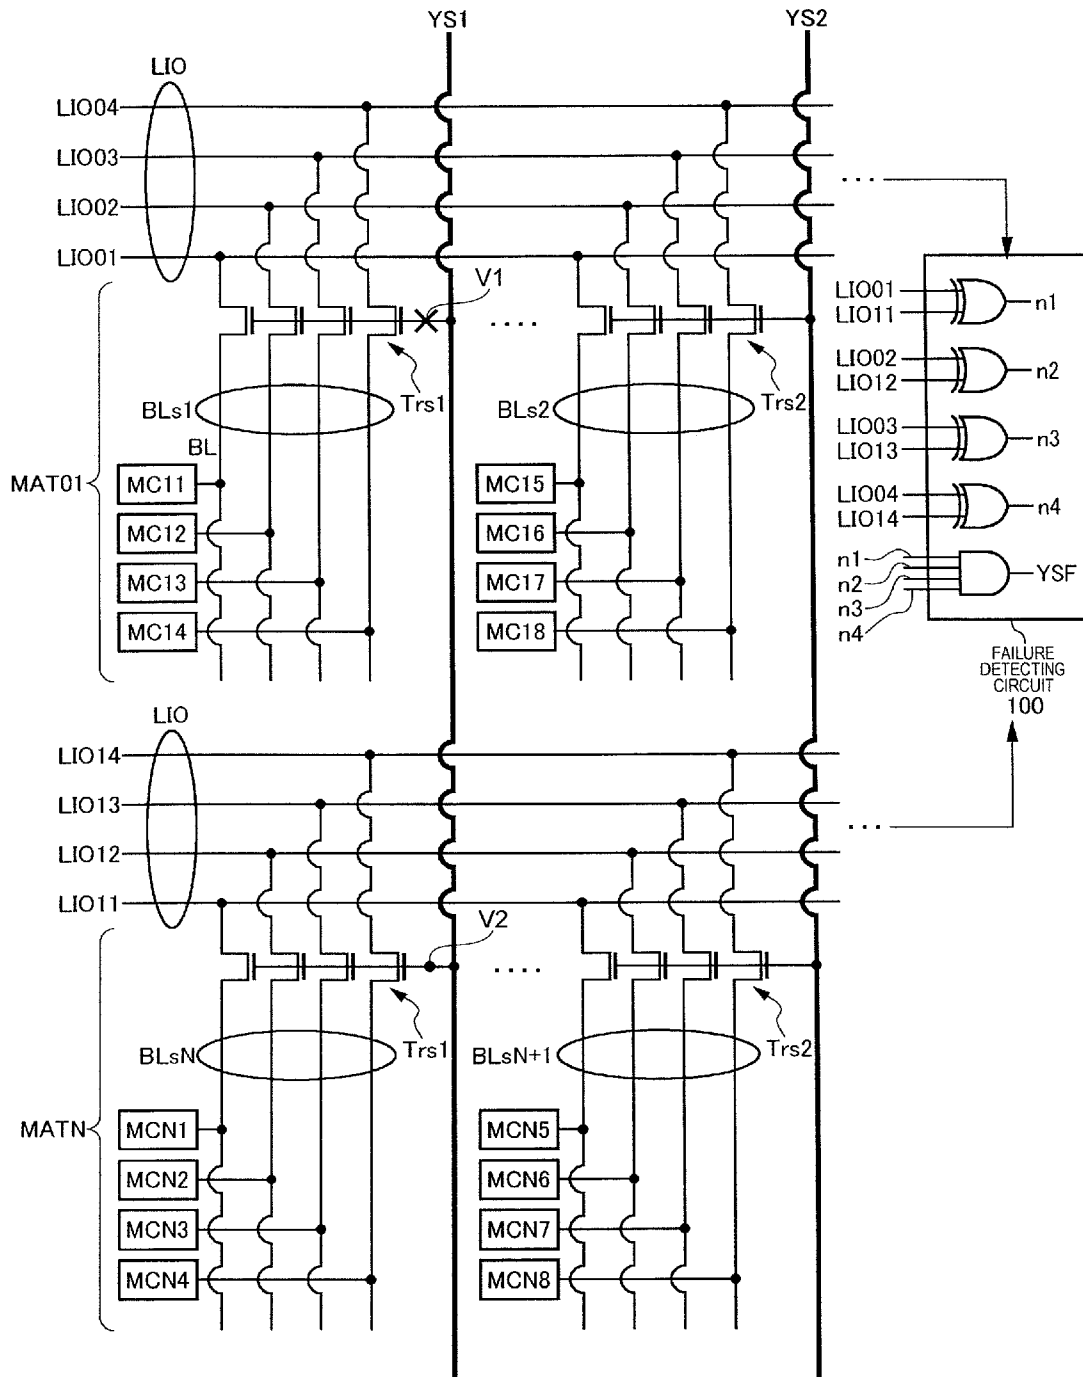 YS1 YS2
LIO
LIO04
LIO03
LIO02
LIO01
V1
....
...
BLs1 Trs1 BLs2 Trs2
BL
MAT01
MC11 MC15
MC12 MC16
MC13 MC17
MC14 MC18
LIO01
LIO11 n1
LIO02
LIO12 n2
LIO03
LIO13 n3
LIO04
LIO14 n4
n1
n2
n3
n4
YSF
FAILURE
DETECTING
CIRCUIT
100
LIO
LIO14
LIO13
LIO12
LIO11
V2
....
...
BLsN Trs1 BLsN+1 Trs2
MATN
MCN1 MCN5
MCN2 MCN6
MCN3 MCN7
MCN4 MCN8